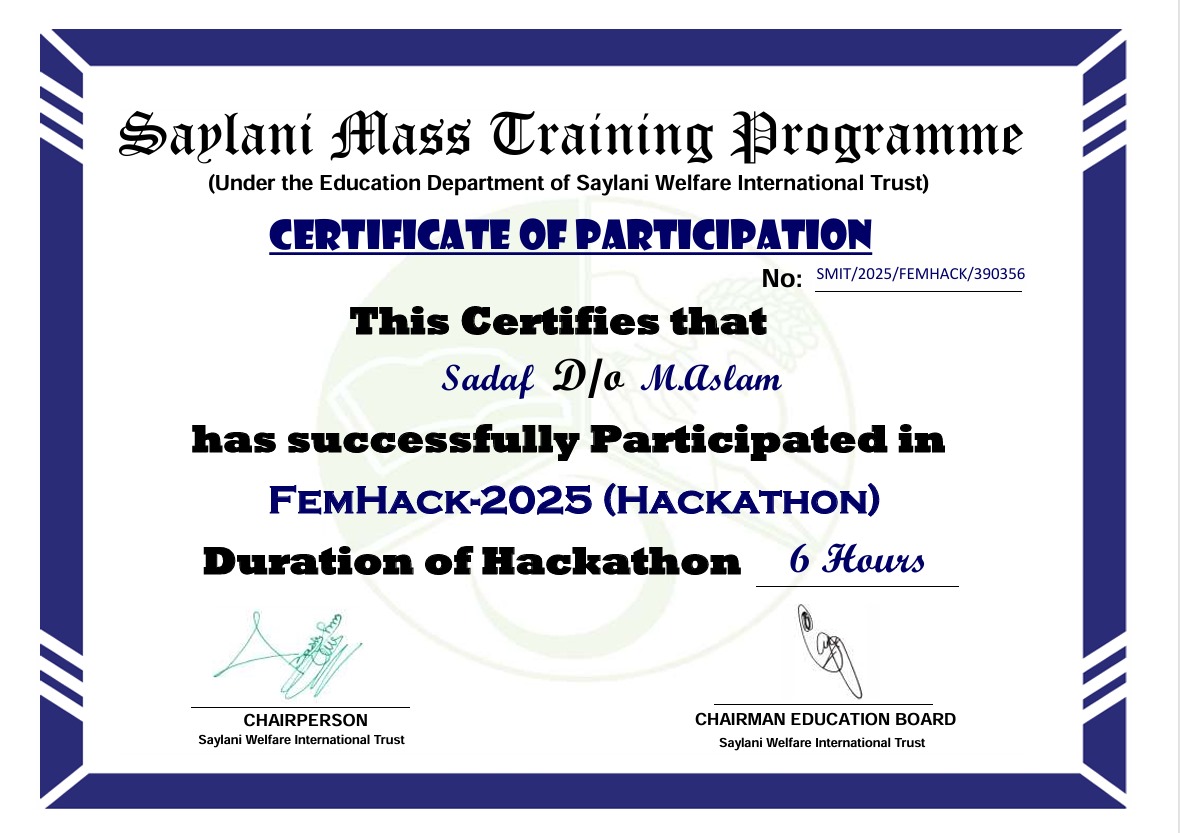 Saylani Mass Training Programme
(Under the Education Department of Saylani Welfare International Trust)
CERTIFICATE OF PARTICIPATION
No: SMIT/2025/FEMHACK/390356
This Certifies that
Sadaf D/o M.Aslam
has successfully Participated in
FemHack-2025 (Hackathon)
Duration of Hackathon 6 Hours
CHAIRPERSON
Saylani Welfare International Trust
CHAIRMAN EDUCATION BOARD
Saylani Welfare International Trust